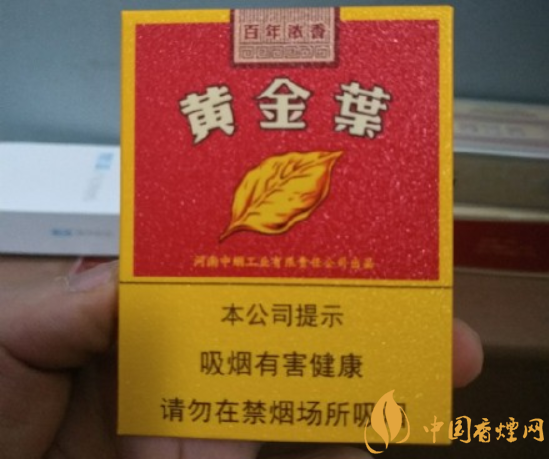 百年浓香
黄金葉
河南中烟工业有限责任公司出品
本公司提示
吸烟有害健康
请勿在禁烟场所吸
中国香煙网